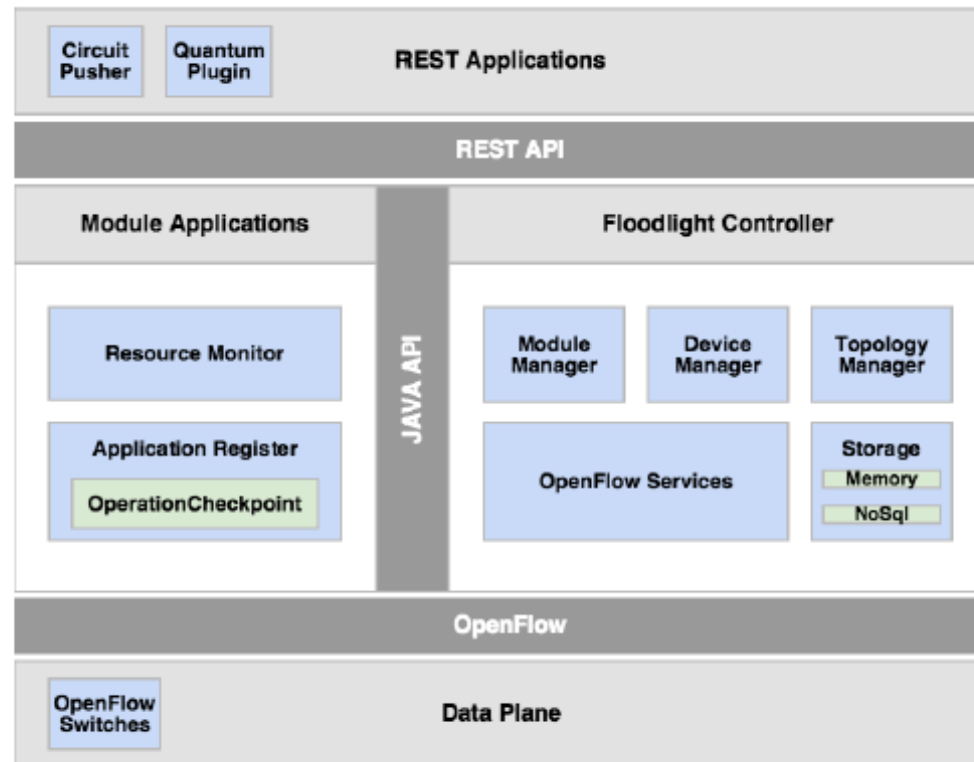 Circuit
Pusher
Quantum
Plugin
REST Applications
REST API
Module Applications
Floodlight Controller
JAVA API
Resource Monitor
Module
Manager
Device
Manager
Topology
Manager
Application Register
OperationCheckpoint
OpenFlow Services
Storage
Memory
NoSql
OpenFlow
OpenFlow
Switches
Data Plane